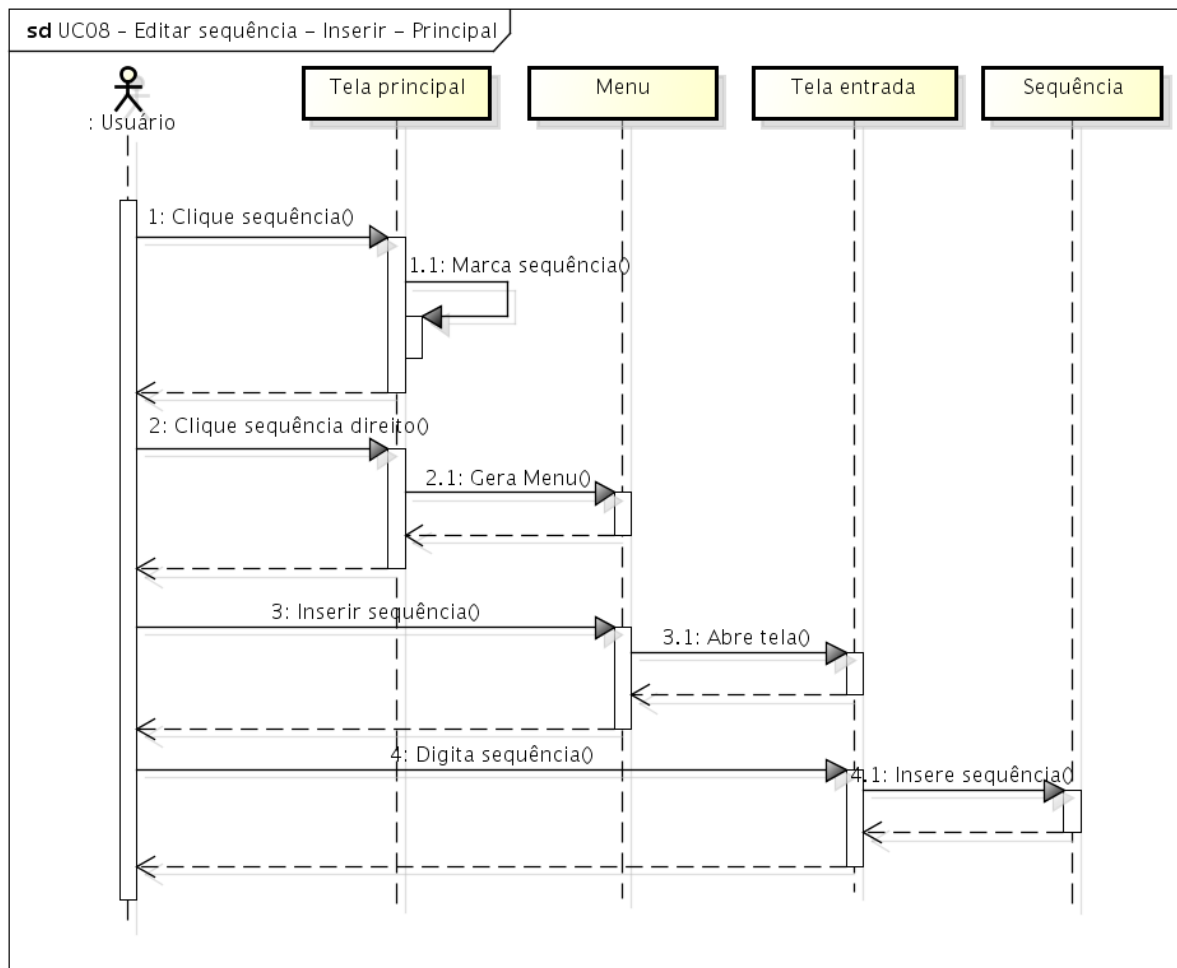 sd UC08 – Editar sequência – Inserir – Principal
: Usuário
Tela principal
Menu
Tela entrada
Sequência
1: Clique sequência()
1.1: Marca sequência()
2: Clique sequência direito()
2.1: Gera Menu()
3: Inserir sequência()
3.1: Abre tela()
4: Digita sequência()
4.1: Insere sequência()